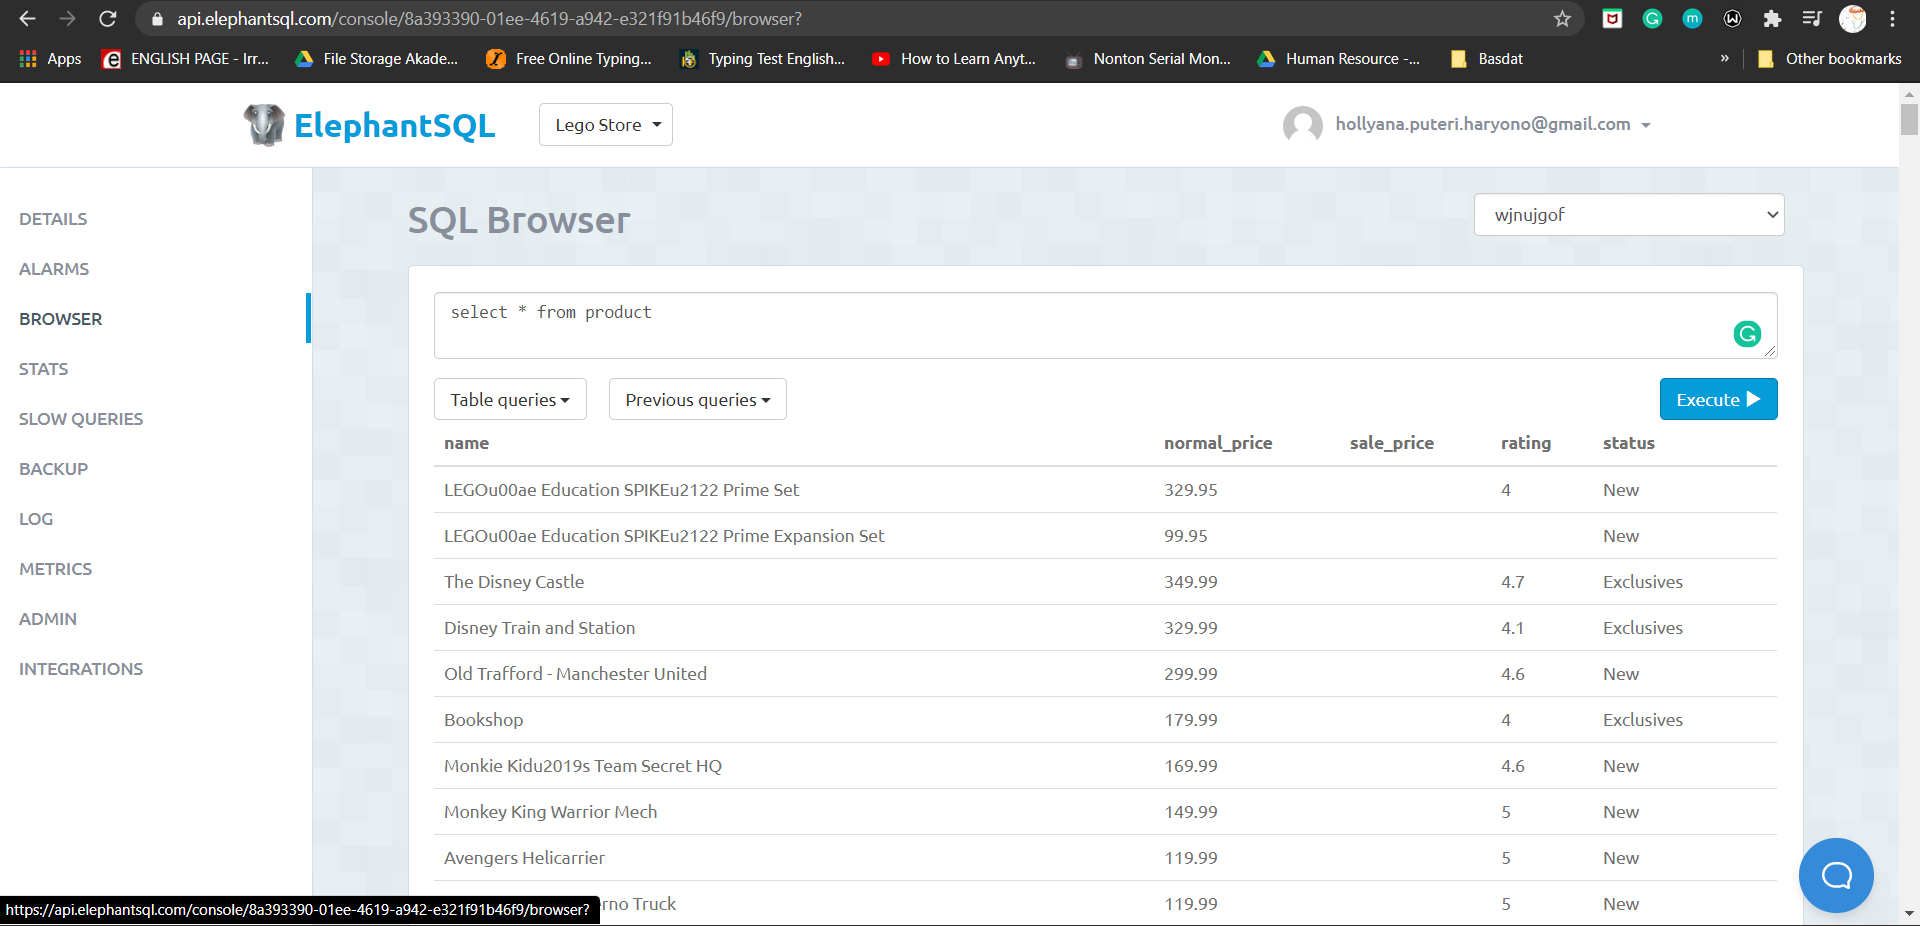 api.elephantsql.com/console/8a393390-01ee-4619-a942-e321f91b46f9/browser?
Apps ENGLISH PAGE - Irr... File Storage Akade... Free Online Typing... Typing Test English... How to Learn Anyt... Nonton Serial Mon... Human Resource -... Basdat » Other bookmarks
ElephantSQL Lego Store hollyana.puteri.haryono@gmail.com
SQL Browser wjnujgof
DETAILS
ALARMS
BROWSER
STATS
SLOW QUERIES
BACKUP
LOG
METRICS
ADMIN
INTEGRATIONS
select * from product
Table queries Previous queries Execute
name normal_price sale_price rating status
LEGOu00ae Education SPIKEu2122 Prime Set 329.95 4 New
LEGOu00ae Education SPIKEu2122 Prime Expansion Set 99.95 New
The Disney Castle 349.99 4.7 Exclusives
Disney Train and Station 329.99 4.1 Exclusives
Old Trafford - Manchester United 299.99 4.6 New
Bookshop 179.99 4 Exclusives
Monkie Kidu2019s Team Secret HQ 169.99 4.6 New
Monkey King Warrior Mech 149.99 5 New
Avengers Helicarrier 119.99 5 New
erno Truck 119.99 5 New
https://api.elephantsql.com/console/8a393390-01ee-4619-a942-e321f91b46f9/browser?